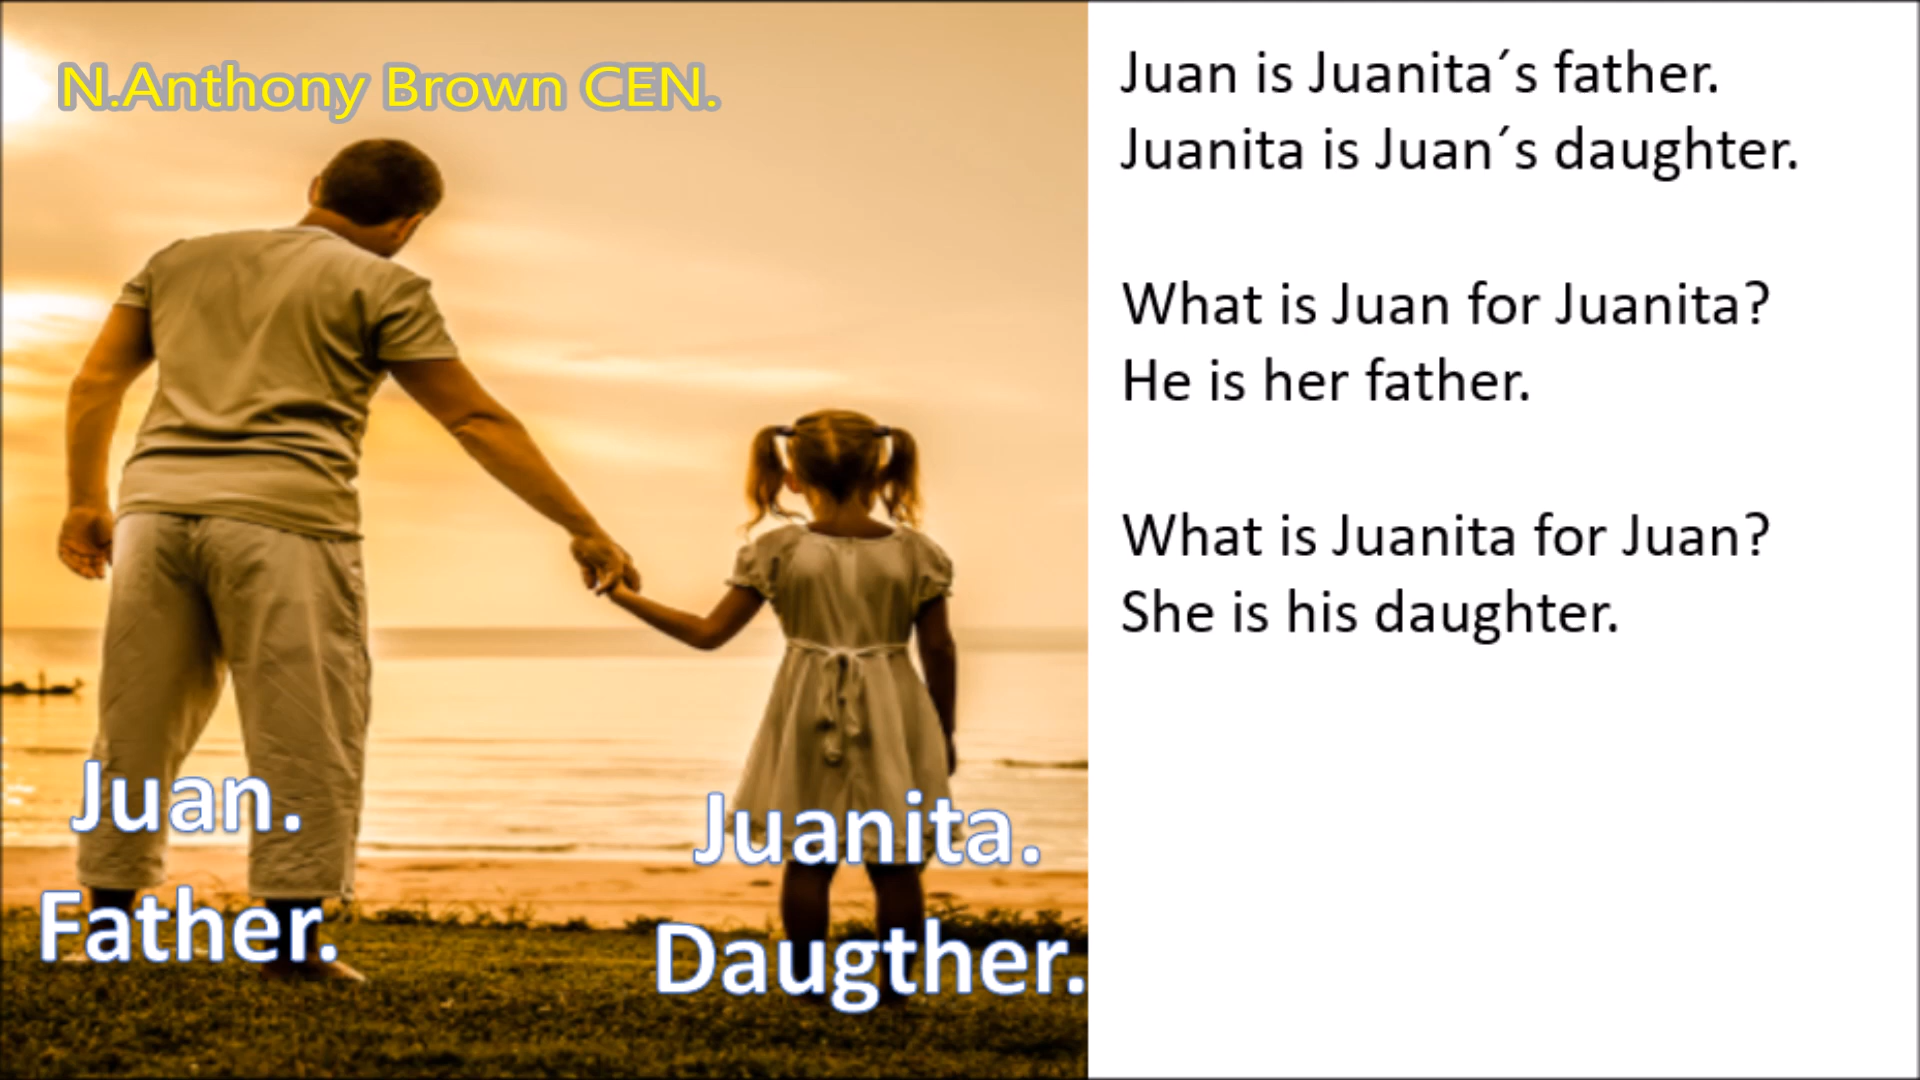 N.Anthony Brown CEN.
Juan.
Father.
Juanita.
Daugther.
Juan is Juanita´s father.
Juanita is Juan´s daughter.
What is Juan for Juanita?
He is her father.
What is Juanita for Juan?
She is his daughter.